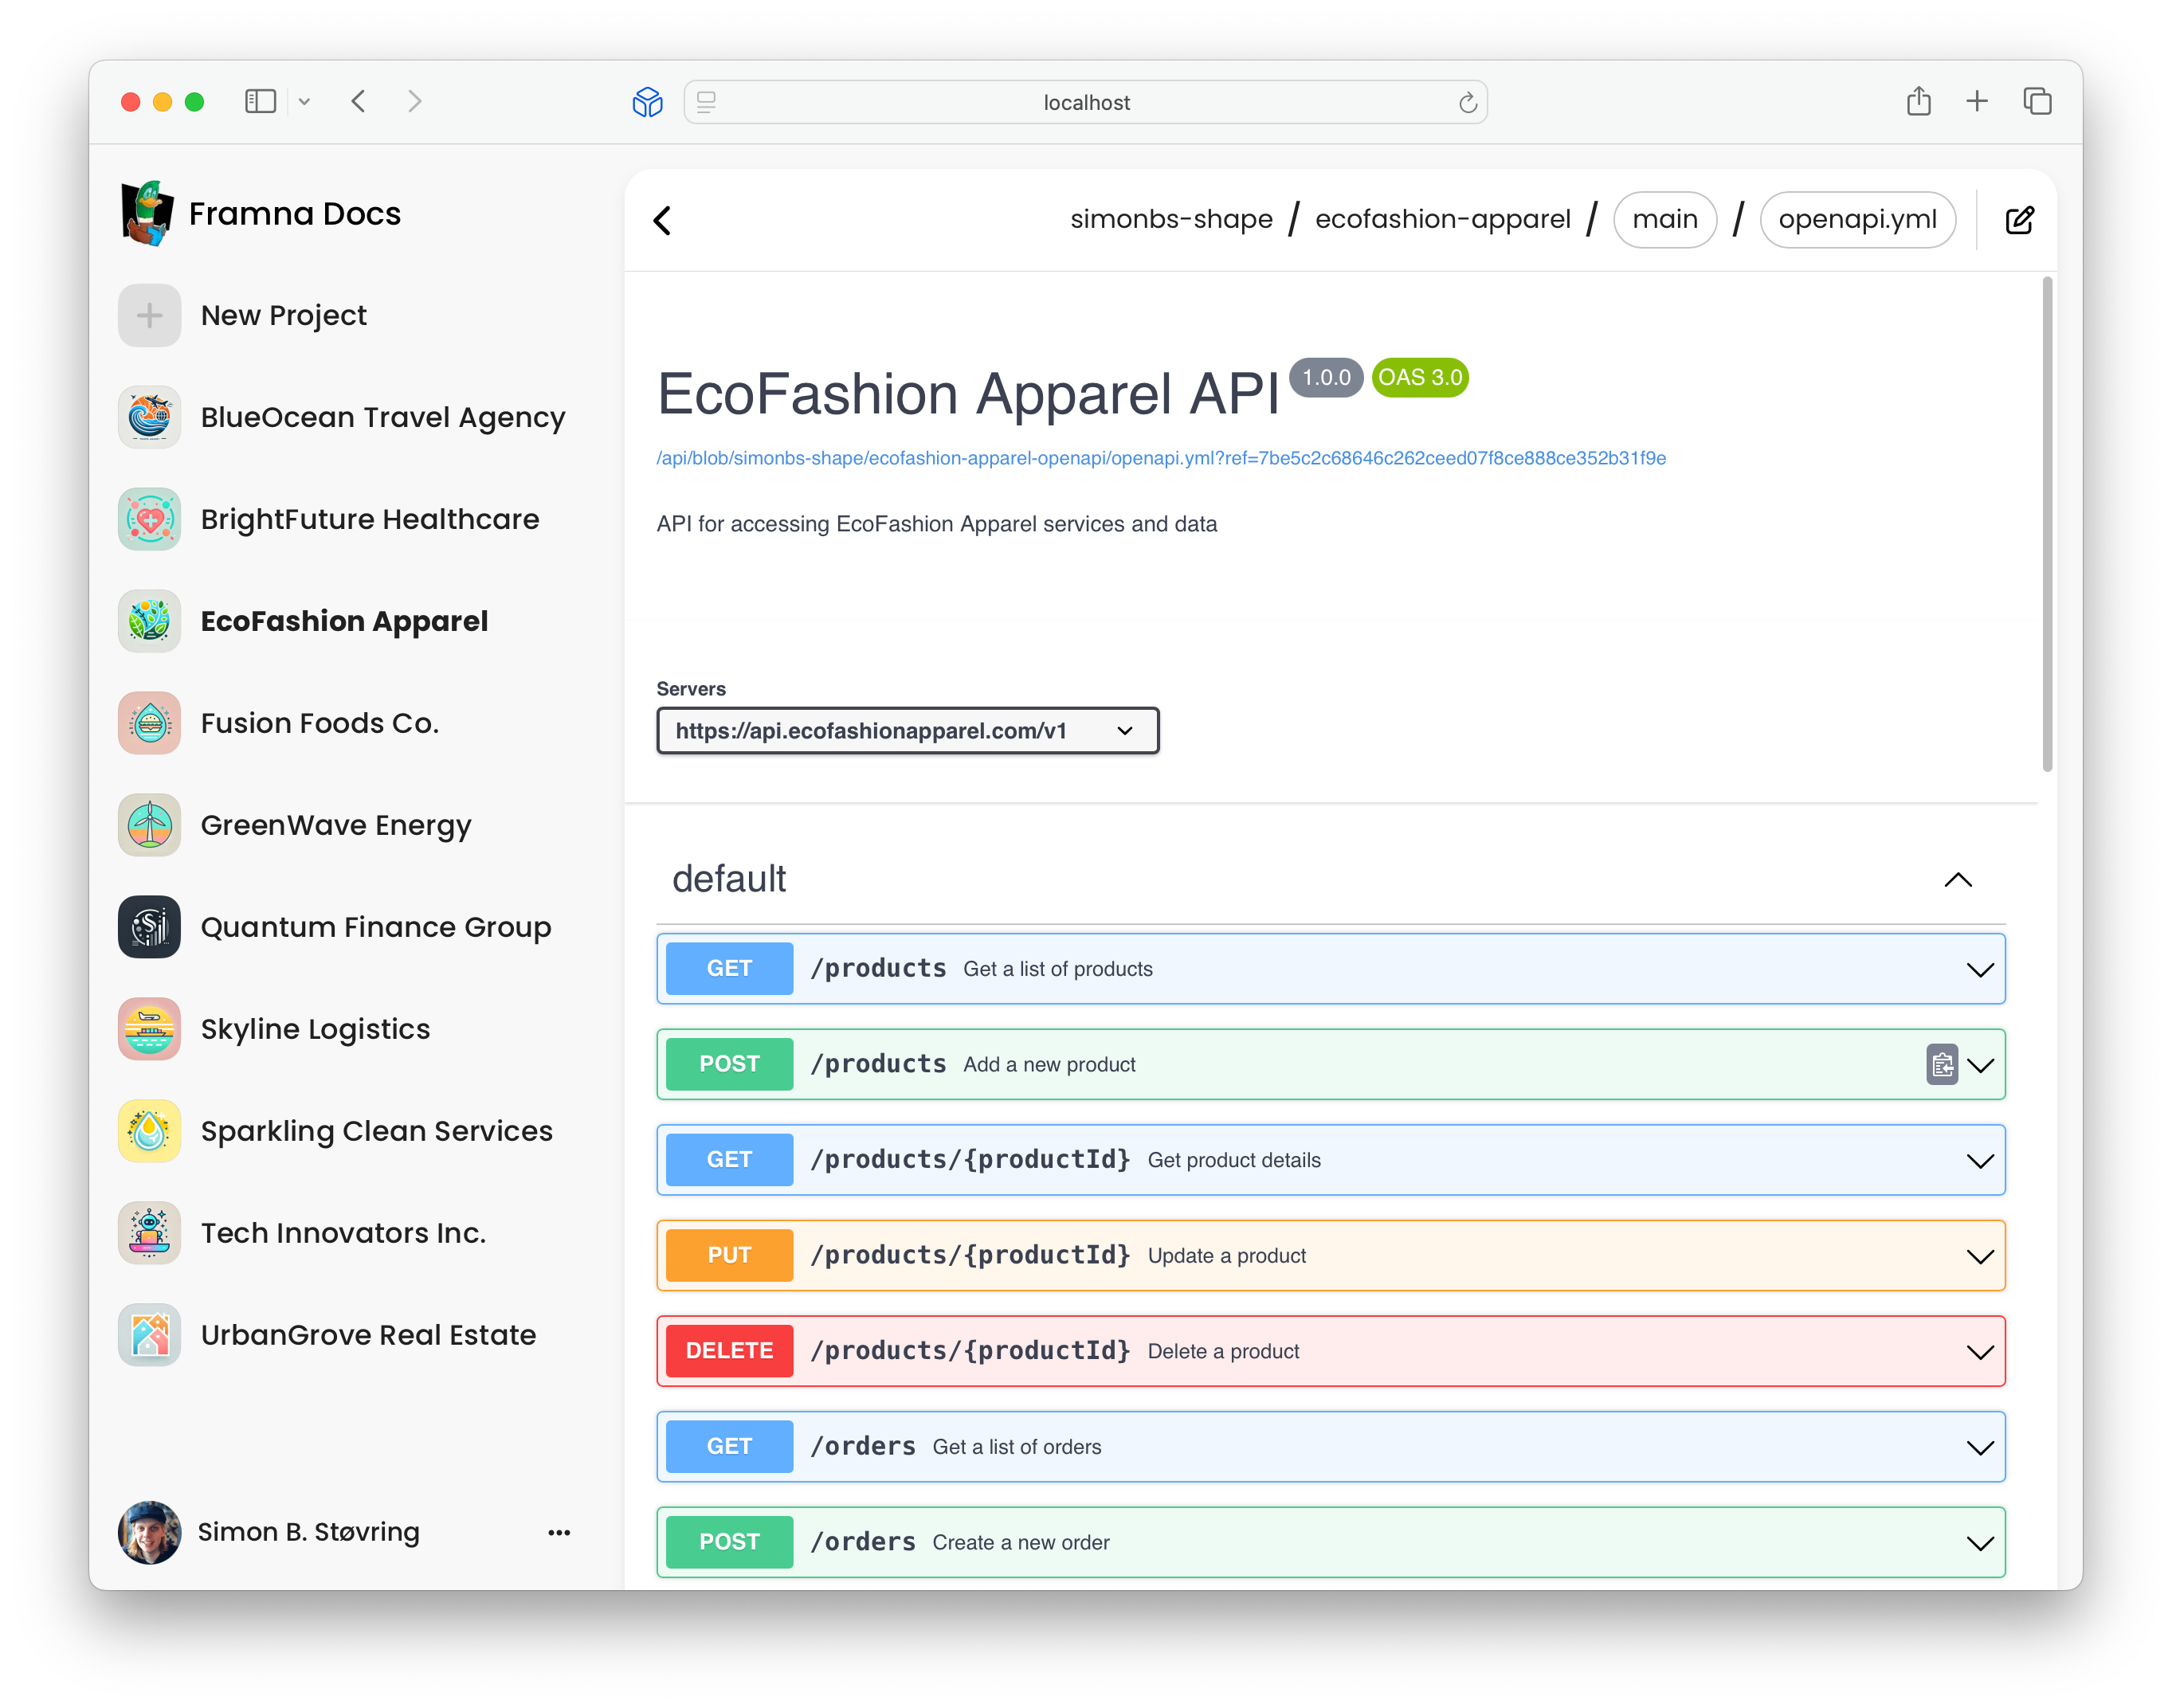 localhost
Framna Docs
New Project
BlueOcean Travel Agency
BrightFuture Healthcare
EcoFashion Apparel
Fusion Foods Co.
GreenWave Energy
Quantum Finance Group
Skyline Logistics
Sparkling Clean Services
Tech Innovators Inc.
UrbanGrove Real Estate
Simon B. Støvring
simonbs-shape / ecofashion-apparel / main / openapi.yml
EcoFashion Apparel API 1.0.0 OAS 3.0
/api/blob/simonbs-shape/ecofashion-apparel-openapi/openapi.yml?ref=7be5c2c68646c262ceed07f8ce888ce352b31f9e
API for accessing EcoFashion Apparel services and data
Servers
https://api.ecofashionapparel.com/v1
default
GET /products Get a list of products
POST /products Add a new product
GET /products/{productId} Get product details
PUT /products/{productId} Update a product
DELETE /products/{productId} Delete a product
GET /orders Get a list of orders
POST /orders Create a new order